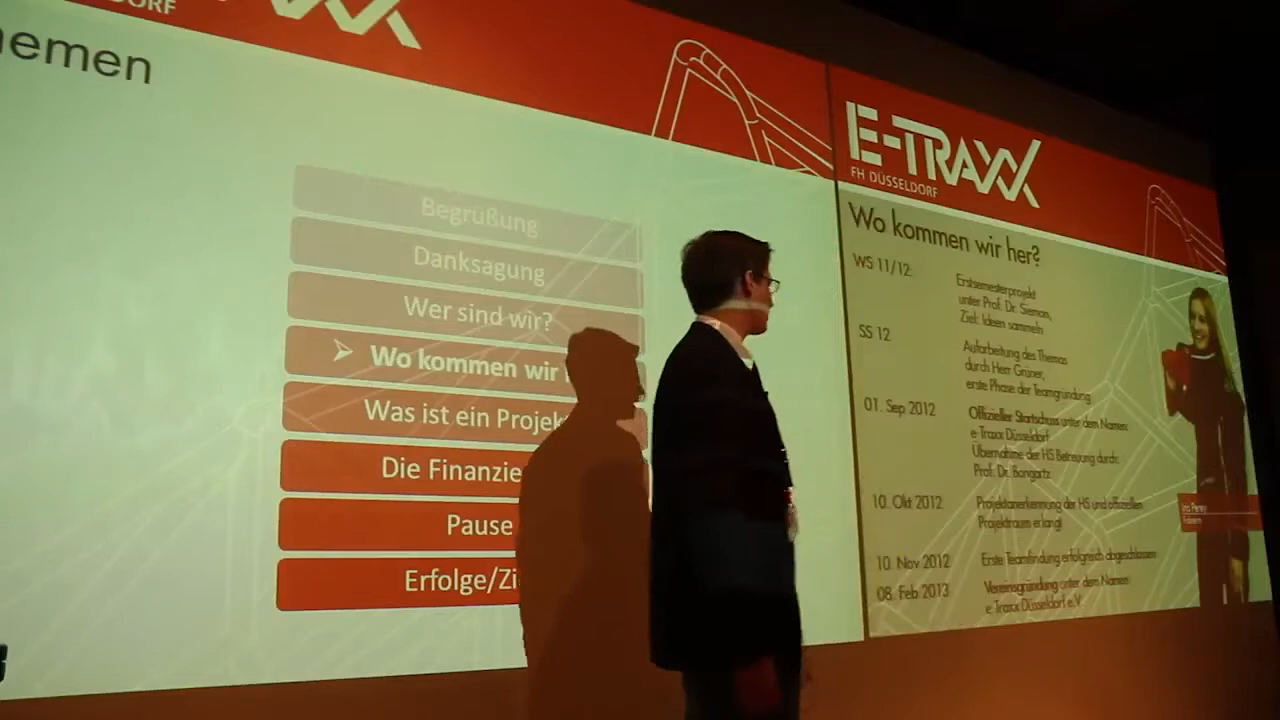 DORF
hemen
Begrüßung
Danksagung
Wer sind wir?
Wo kommen wir
Was ist ein Projek
Die Finanzie
Pause
Erfolge/Zi
E-TRAXX
FH DÜSSELDORF
Wo kommen wir her?
WS 11/12:
Erstsemesterprojekt
unter Prof. Dr. Siemon,
Ziel: Ideen sammeln
SS 12
Aufarbeitung des Themas
durch Herr Grüner,
erste Phase der Teamgründung
01. Sep 2012
Offizieller Startschuss unter dem Namen:
e-Traxx Düsseldorf
Übernahme der HS Betreuung durch:
Prof. Dr. Bongartz
10. Okt 2012
Projektanerkennung der HS und offiziellen
Projektraum erlangt
10. Nov 2012
Erste Teamfindung erfolgreich abgeschlossen
08. Feb 2013
Vereinsgründung unter dem Namen
e-Traxx Düsseldorf e.V.